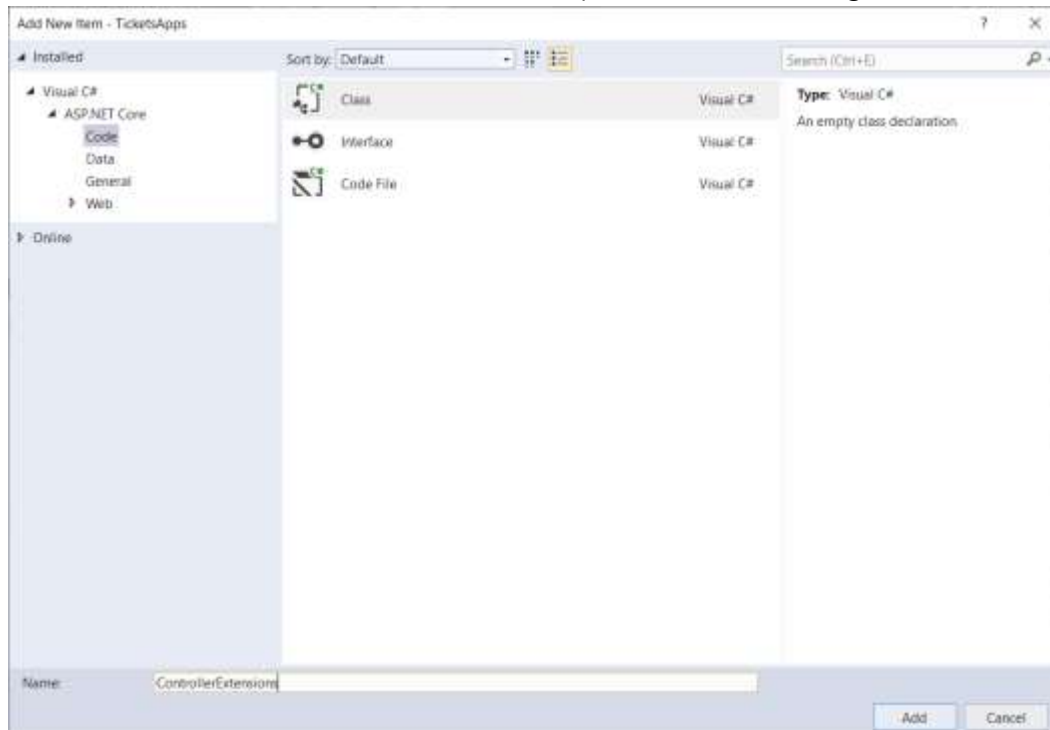 Add New Item - TicketsApps
Installed
Sort by: Default
Search (Ctrl+E)
Visual C#
ASP.NET Core
Code
Data
General
Web
Online
Class Visual C#
Interface Visual C#
Code File Visual C#
Type: Visual C#
An empty class declaration
Name: ControllerExtensions
Add Cancel